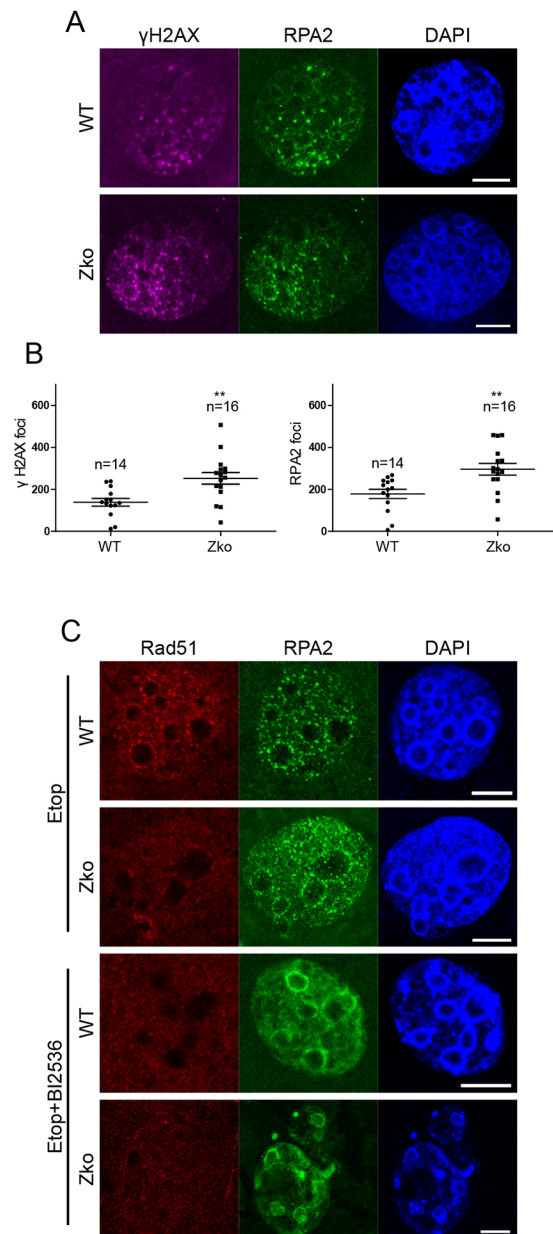 A
γH2AX RPA2 DAPI
WT
Zko
B
γ H2AX foci
600
400
200
0
n=14
**
n=16
WT Zko
RPA2 foci
600
400
200
0
n=14
**
n=16
WT Zko
C
Rad51 RPA2 DAPI
Etop
WT
Zko
Etop+BI2536
WT
Zko